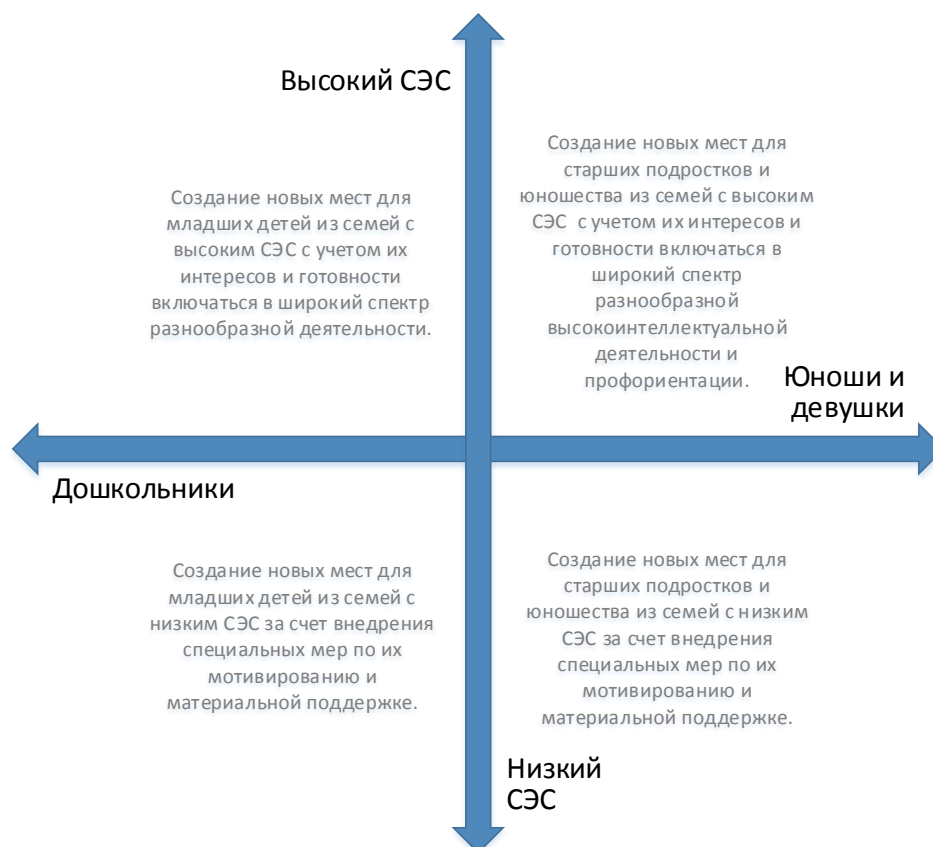 Высокий СЭС
Создание новых мест для
младших детей из семей с
высоким СЭС с учетом их
интересов и готовности
включаться в широкий спектр
разнообразной деятельности.
Создание новых мест для
старших подростков и
юношества из семей с высоким
СЭС с учетом их интересов и
готовности включаться в
широкий спектр
разнообразной
высокоинтеллектуальной
деятельности и
профориентации.
Юноши и
девушки
Дошкольники
Создание новых мест для
младших детей из семей с
низким СЭС за счет внедрения
специальных мер по их
мотивированию и
материальной поддержке.
Создание новых мест для
старших подростков и
юношества из семей с низким
СЭС за счет внедрения
специальных мер по их
мотивированию и
материальной поддержке.
Низкий
СЭС